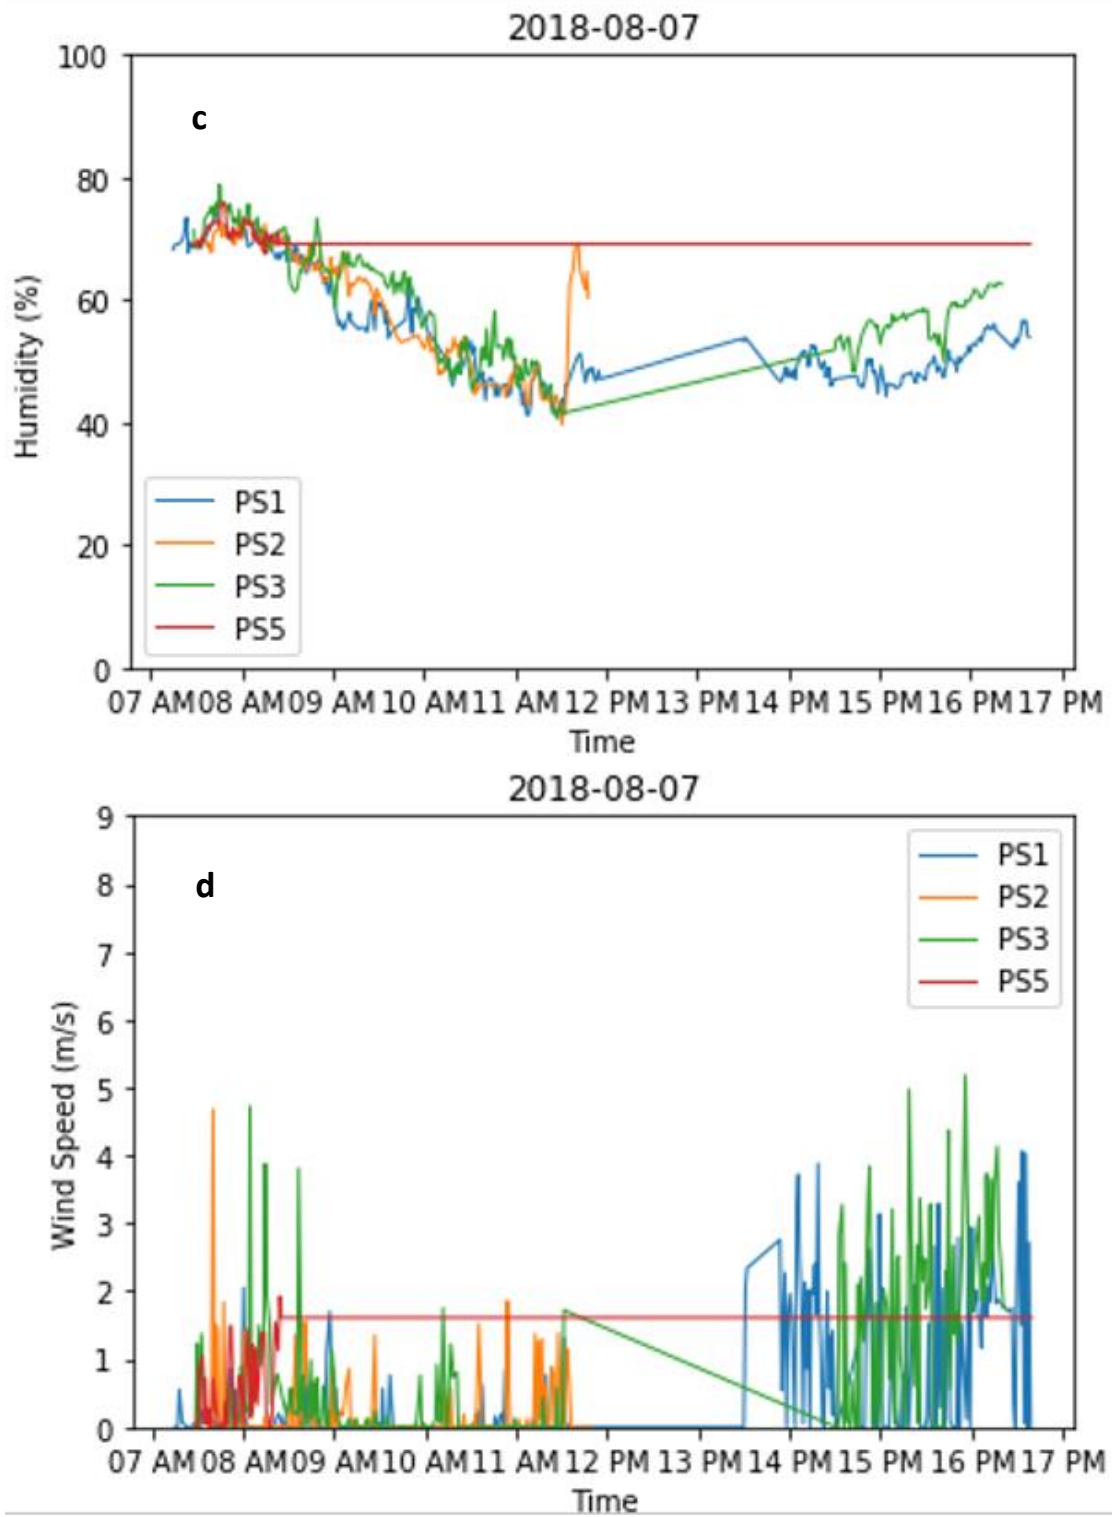 2018-08-07
100
c
80
60
40
20
0
Humidity (%)
PS1
PS2
PS3
PS5
07 AM 08 AM 09 AM 10 AM 11 AM 12 PM 13 PM 14 PM 15 PM 16 PM 17 PM
Time
2018-08-07
9
d
8
7
6
5
4
3
2
1
0
Wind Speed (m/s)
PS1
PS2
PS3
PS5
07 AM 08 AM 09 AM 10 AM 11 AM 12 PM 13 PM 14 PM 15 PM 16 PM 17 PM
Time